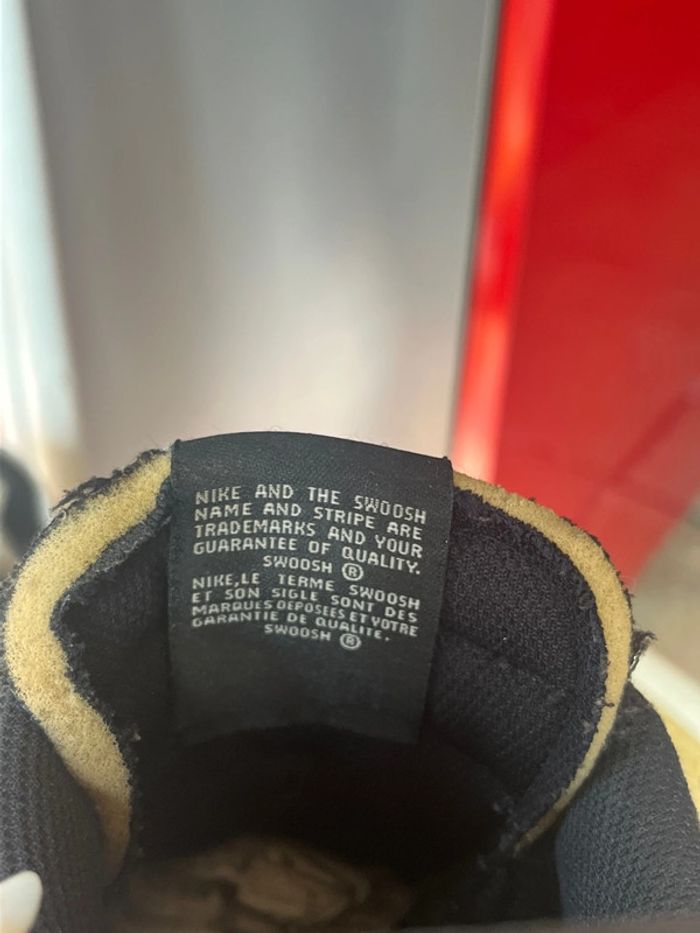 NIKE AND THE SWOOSH
NAME AND STRIPE ARE
TRADEMARKS AND YOUR
GUARANTEE OF QUALITY.
SWOOSH ®
NIKE,LE TERME SWOOSH
ET SON SIGLE SONT DES
MARQUES DEPOSEES ET VOTRE
GARANTIE DE QUALITE.
SWOOSH ®